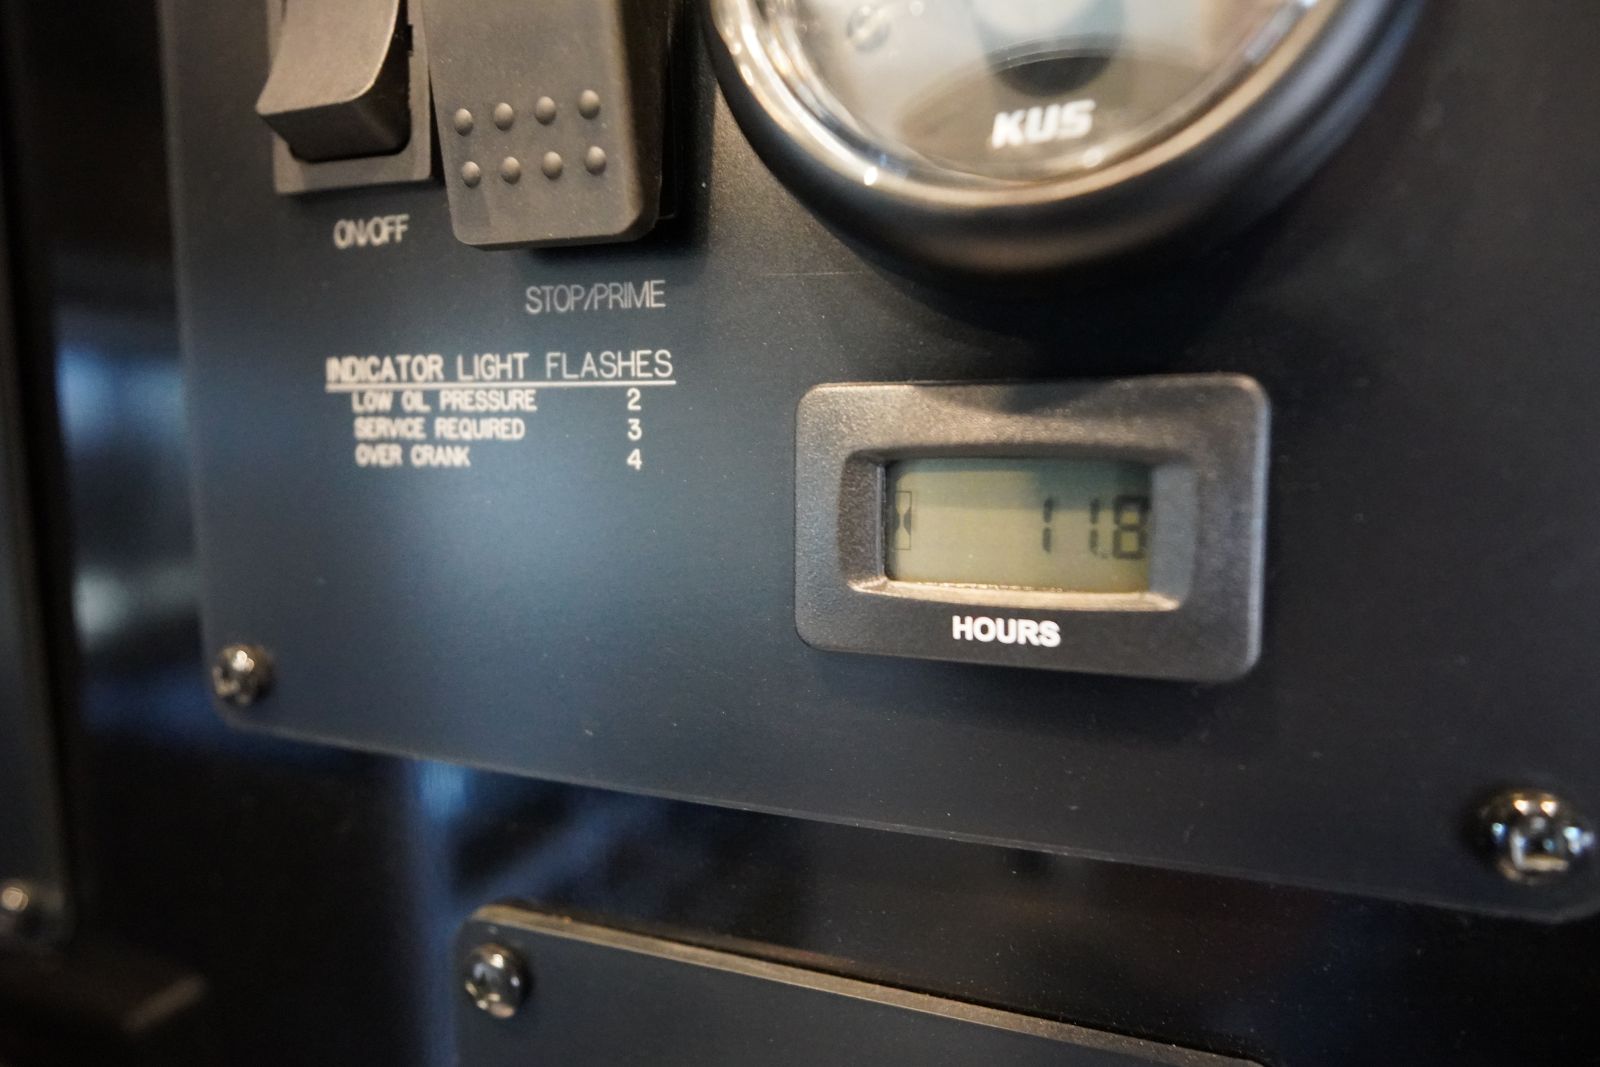 KUS
ON/OFF
STOP/PRIME
INDICATOR LIGHT FLASHES
LOW OIL PRESSURE 2
SERVICE REQUIRED 3
OVER CRANK 4
11.8
HOURS